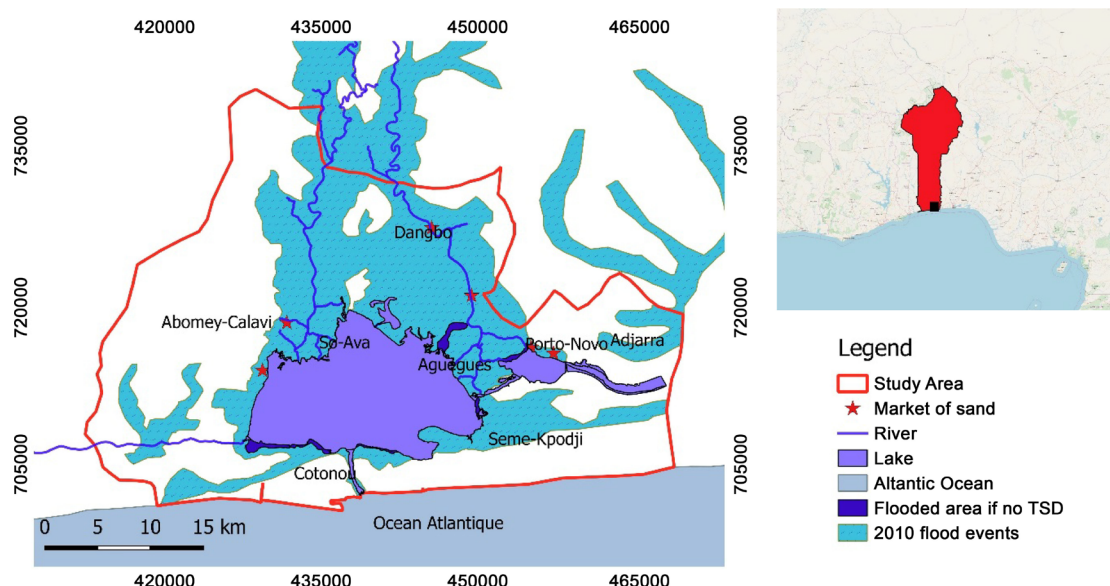 420000 435000 450000 465000
735000
735000
Dangbo
720000
720000
Abomey-Calavi
So-Ava
Porto-Novo
Adjarra
Aguegues
Seme-Kpodji
705000
705000
Cotonou
Ocean Atlantique
0 5 10 15 km
420000 435000 450000 465000
Legend
Study Area
Market of sand
River
Lake
Altantic Ocean
Flooded area if no TSD
2010 flood events